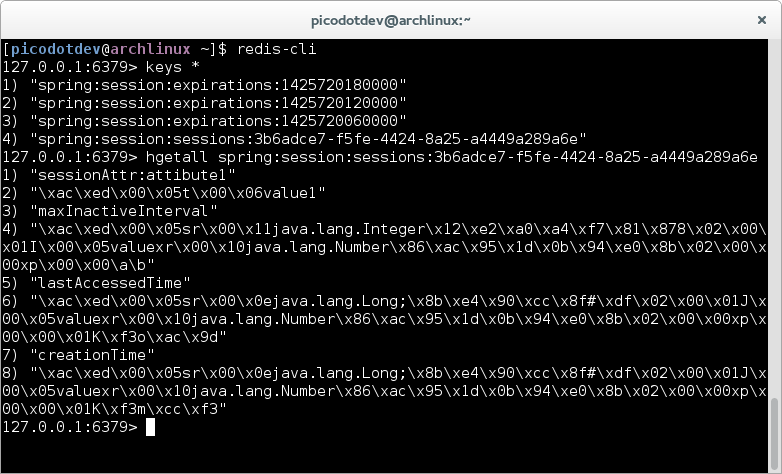 picodotdev@archlinux:~
[picodotdev@archlinux ~]$ redis-cli
127.0.0.1:6379> keys *
1) "spring:session:expirations:1425720180000"
2) "spring:session:expirations:1425720120000"
3) "spring:session:expirations:1425720060000"
4) "spring:session:sessions:3b6adce7-f5fe-4424-8a25-a4449a289a6e"
127.0.0.1:6379> hgetall spring:session:sessions:3b6adce7-f5fe-4424-8a25-a4449a289a6e
1) "sessionAttr:attibute1"
2) "\xac\xed\x00\x05t\x00\x06value1"
3) "maxInactiveInterval"
4) "\xac\xed\x00\x05sr\x00\x11java.lang.Integer\x12\xe2\xa0\xa4\xf7\x81\x878\x02\x00\
x01I\x00\x05valuexr\x00\x10java.lang.Number\x86\xac\x95\x1d\x0b\x94\xe0\x8b\x02\x00\x
00xp\x00\x00\a\b"
5) "lastAccessedTime"
6) "\xac\xed\x00\x05sr\x00\x0ejava.lang.Long;\x8b\xe4\x90\xcc\x8f#\xdf\x02\x00\x01J\x
00\x05valuexr\x00\x10java.lang.Number\x86\xac\x95\x1d\x0b\x94\xe0\x8b\x02\x00\x00xp\x
00\x00\x01K\xf3o\xac\x9d"
7) "creationTime"
8) "\xac\xed\x00\x05sr\x00\x0ejava.lang.Long;\x8b\xe4\x90\xcc\x8f#\xdf\x02\x00\x01J\x
00\x05valuexr\x00\x10java.lang.Number\x86\xac\x95\x1d\x0b\x94\xe0\x8b\x02\x00\x00xp\x
00\x00\x01K\xf3m\xcc\xf3"
127.0.0.1:6379>